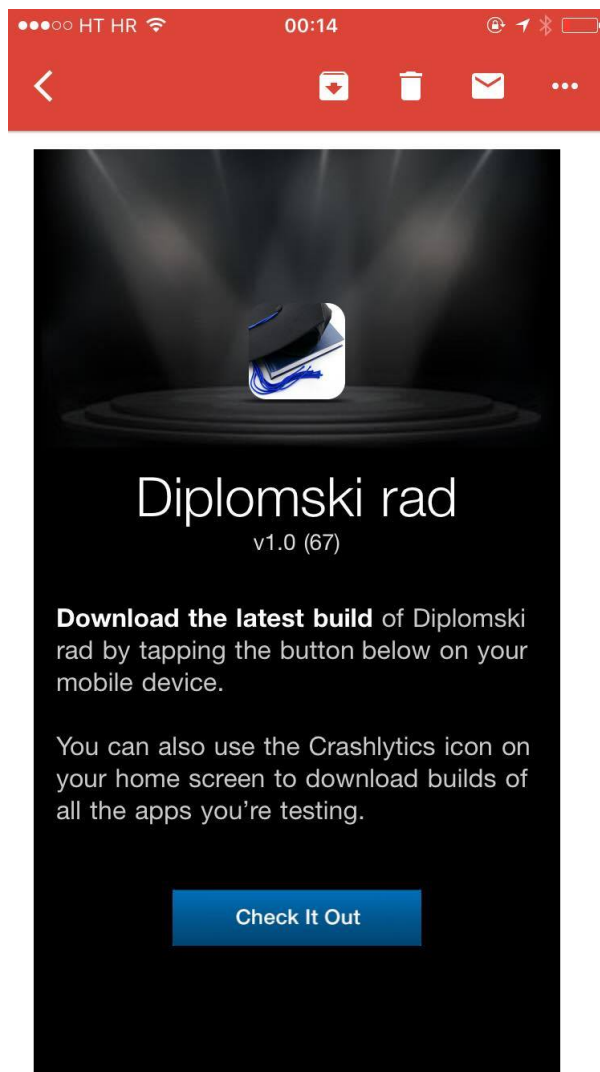 HT HR
00:14
Diplomski rad
v1.0 (67)
Download the latest build of Diplomski
rad by tapping the button below on your
mobile device.
You can also use the Crashlytics icon on
your home screen to download builds of
all the apps you're testing.
Check It Out